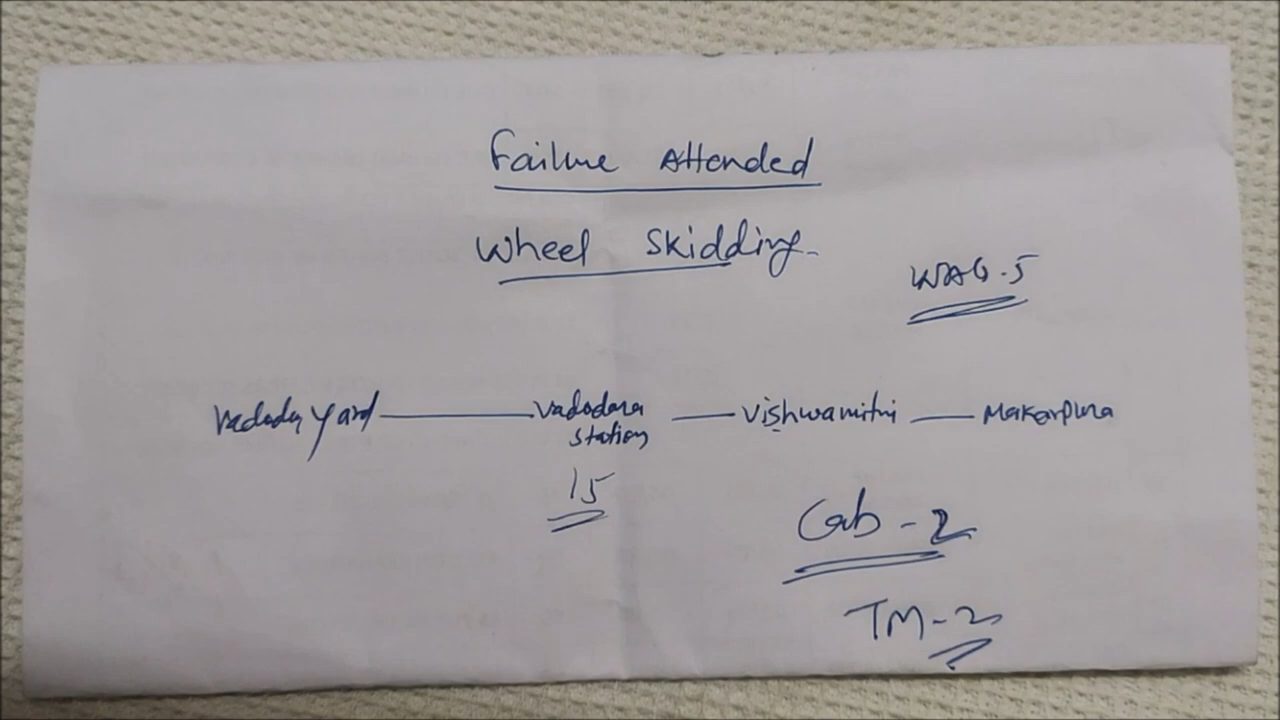 Failure Attended
Wheel Skidding
WAG-5
Vadodara Yard — Vadodara Station — Vishwamitri — Makarpura
15
Cab-2
TM-2